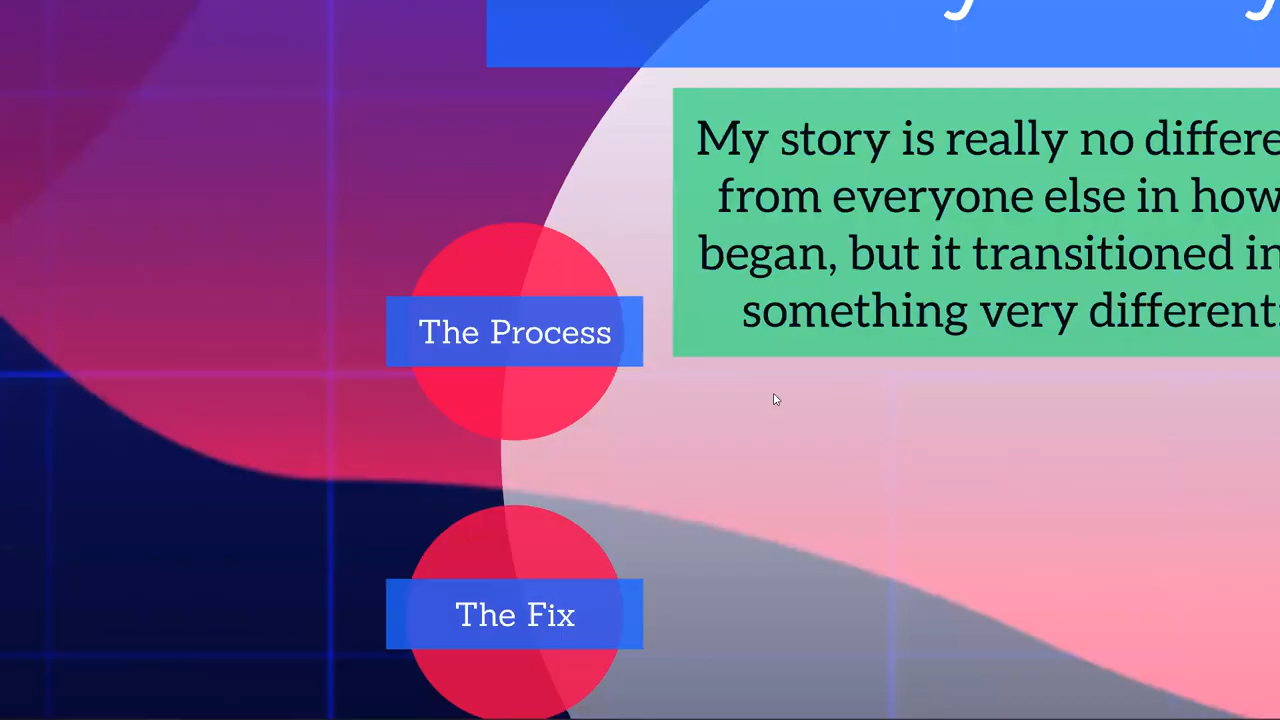 My story is really no differe
from everyone else in how
began, but it transitioned in
something very different:
The Process
The Fix